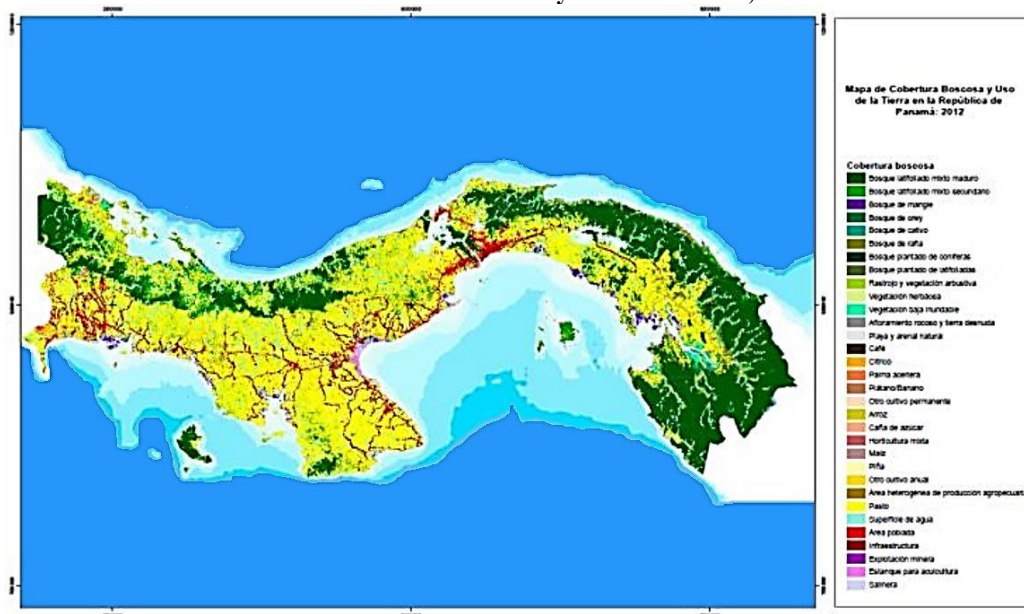 Mapa de Cobertura Boscosa y Uso
de la Tierra en la República de
Panamá: 2012
Cobertura boscosa
Bosque latifoliado mixto maduro
Bosque latifoliado mixto secundario
Bosque de mangle
Bosque de orey
Bosque de cativo
Bosque de rafia
Bosque plantado de coníferas
Bosque plantado de latifoliadas
Rastrojo y vegetación arbustiva
Vegetación herbácea
Vegetación baja inundable
Afloramiento rocoso y tierra desnuda
Playa y arenal natural
Café
Cítrico
Palma aceitera
Plátano/Banano
Otro cultivo permanente
Arroz
Caña de azúcar
Horticultura mixta
Maíz
Piña
Otro cultivo anual
Área heterogénea de producción agropecuaria
Pasto
Superficie de agua
Área poblada
Infraestructura
Explotación minera
Estanque para acuicultura
Salinera